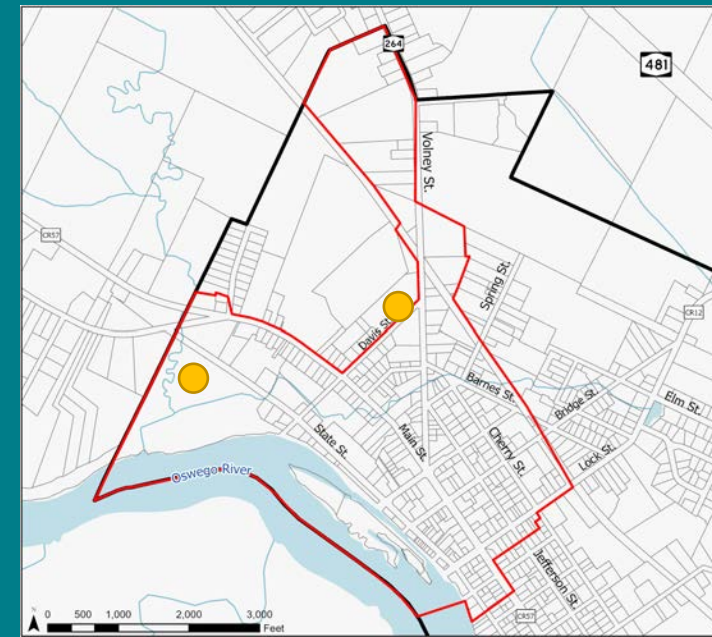 264
481
Volney St.
CR57
Spring St.
CR12
Davis St.
Barnes St.
Bridge St.
Elm St.
State St.
Main St.
Cherry St.
Lock St.
Oswego River
Jefferson St.
CR57
N
0 500 1,000 2,000 3,000
Feet